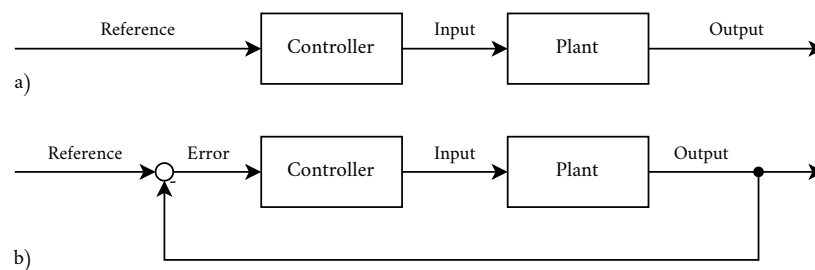 Reference
Controller
Input
Plant
Output
a)
Reference
Error
Controller
Input
Plant
Output
-
b)